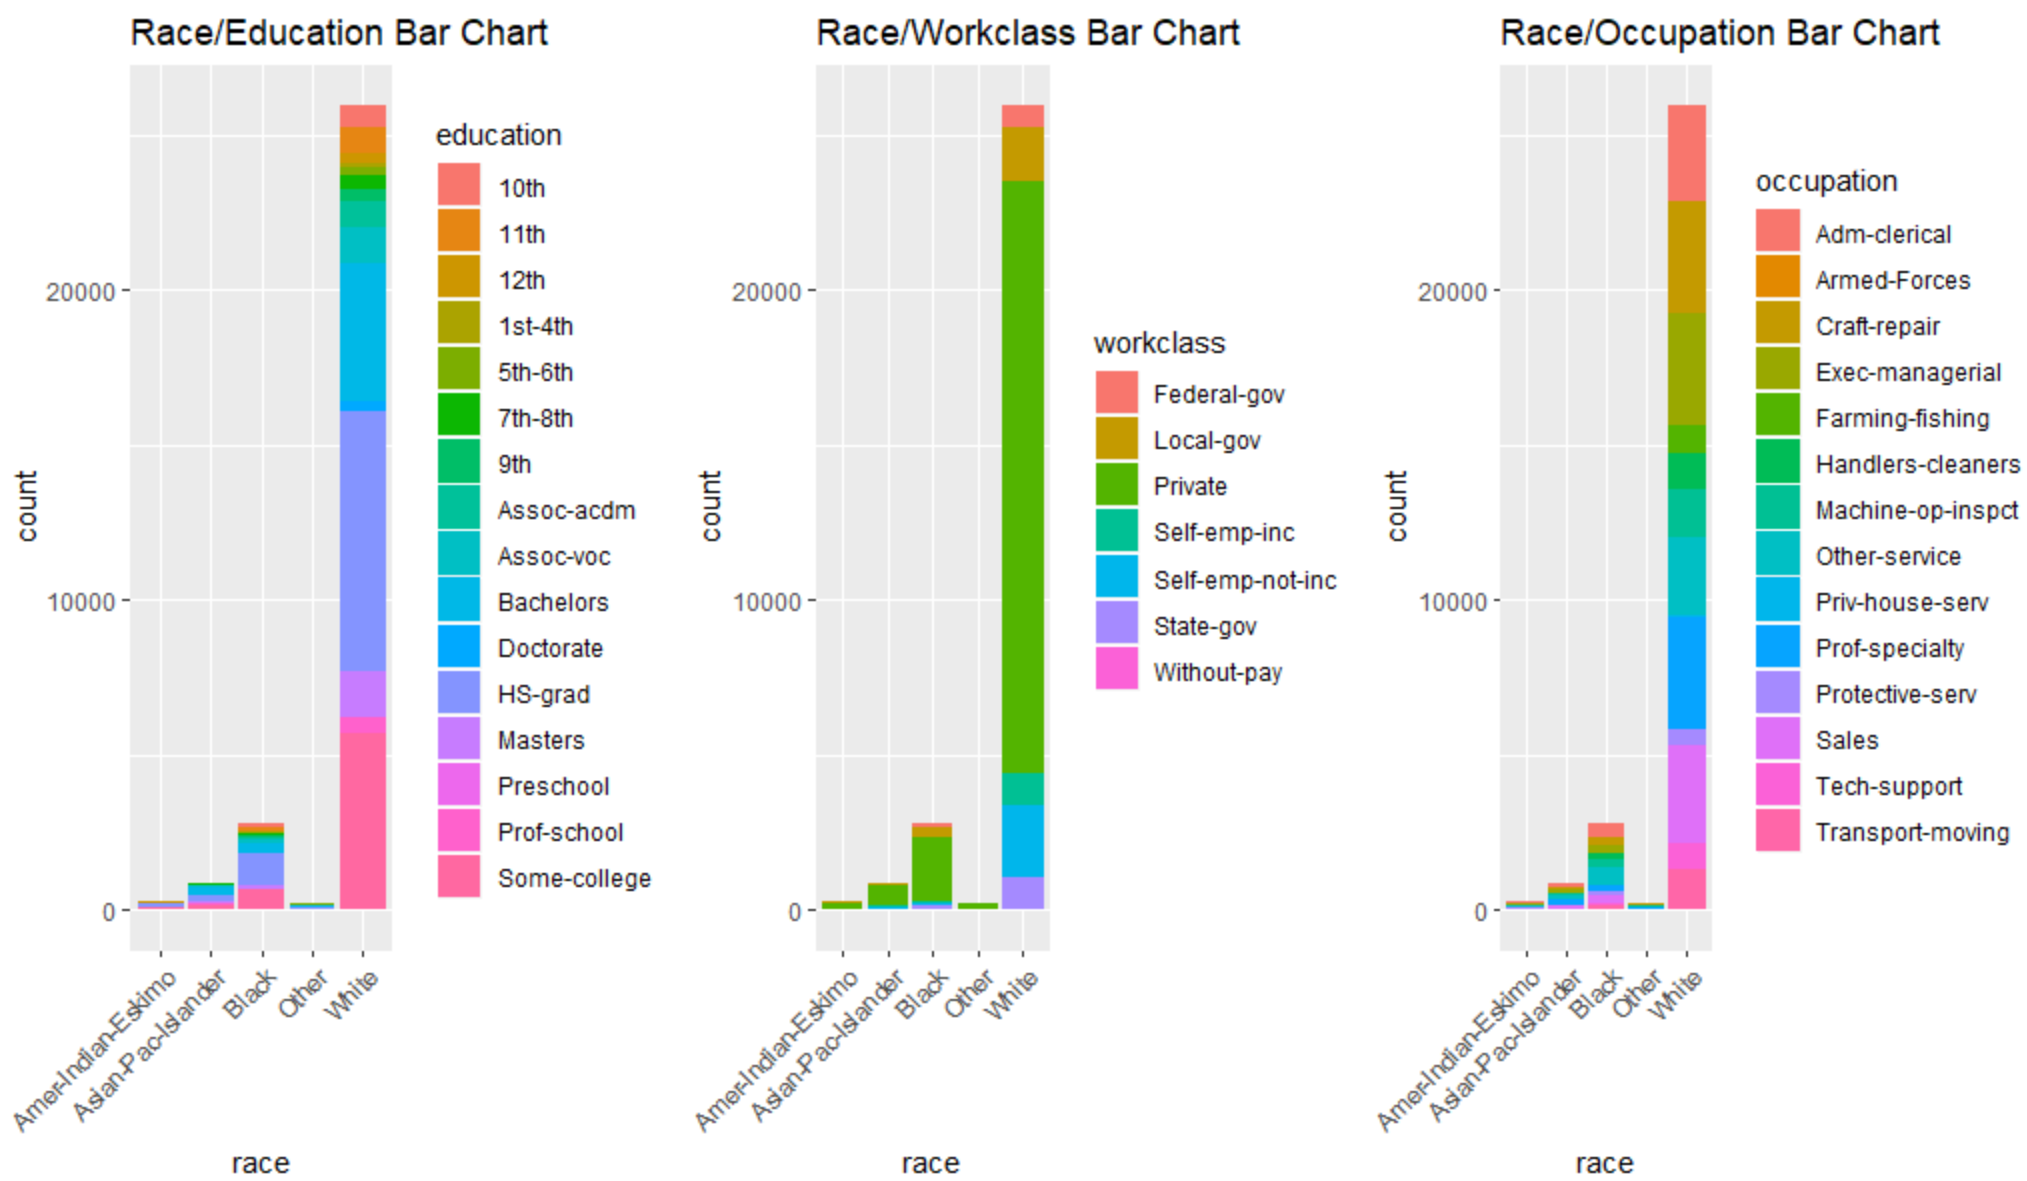 Race/Education Bar Chart
count
20000
10000
0
Amer-Indian-Eskimo
Asian-Pac-Islander
Black
Other
White
race
education
10th
11th
12th
1st-4th
5th-6th
7th-8th
9th
Assoc-acdm
Assoc-voc
Bachelors
Doctorate
HS-grad
Masters
Preschool
Prof-school
Some-college
Race/Workclass Bar Chart
count
20000
10000
0
Amer-Indian-Eskimo
Asian-Pac-Islander
Black
Other
White
race
workclass
Federal-gov
Local-gov
Private
Self-emp-inc
Self-emp-not-inc
State-gov
Without-pay
Race/Occupation Bar Chart
count
20000
10000
0
Amer-Indian-Eskimo
Asian-Pac-Islander
Black
Other
White
race
occupation
Adm-clerical
Armed-Forces
Craft-repair
Exec-managerial
Farming-fishing
Handlers-cleaners
Machine-op-inspct
Other-service
Priv-house-serv
Prof-specialty
Protective-serv
Sales
Tech-support
Transport-moving